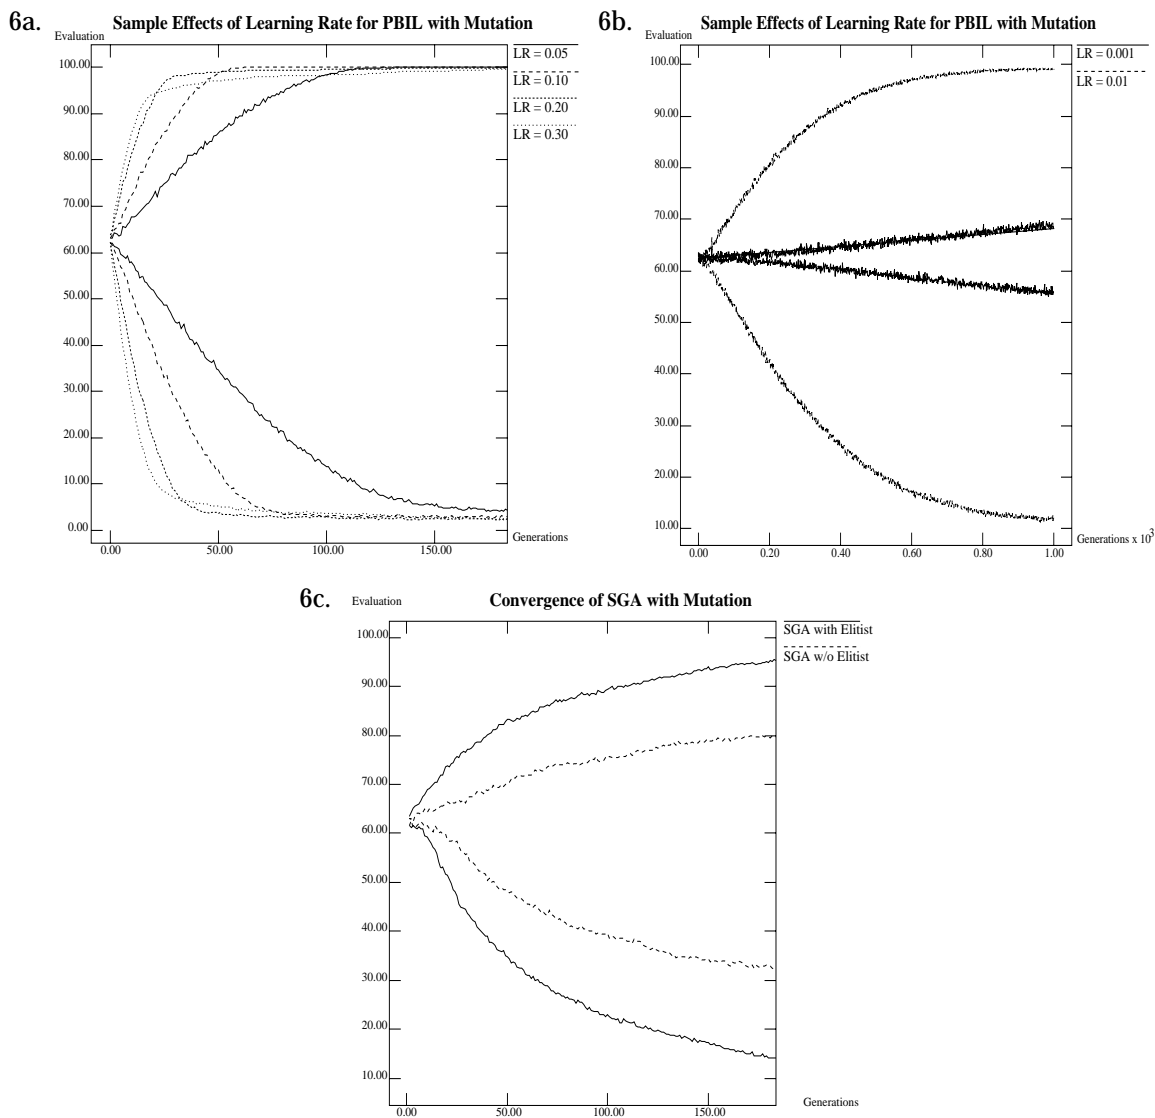 6a.
Sample Effects of Learning Rate for PBIL with Mutation
Evaluation
LR = 0.05
LR = 0.10
LR = 0.20
LR = 0.30
100.00
90.00
80.00
70.00
60.00
50.00
40.00
30.00
20.00
10.00
0.00
0.00 50.00 100.00 150.00
Generations
6b.
Sample Effects of Learning Rate for PBIL with Mutation
Evaluation
LR = 0.001
LR = 0.01
100.00
90.00
80.00
70.00
60.00
50.00
40.00
30.00
20.00
10.00
0.00 0.20 0.40 0.60 0.80 1.00
Generations x 10³
6c.
Evaluation
Convergence of SGA with Mutation
SGA with Elitist
SGA w/o Elitist
100.00
90.00
80.00
70.00
60.00
50.00
40.00
30.00
20.00
10.00
0.00 50.00 100.00 150.00
Generations